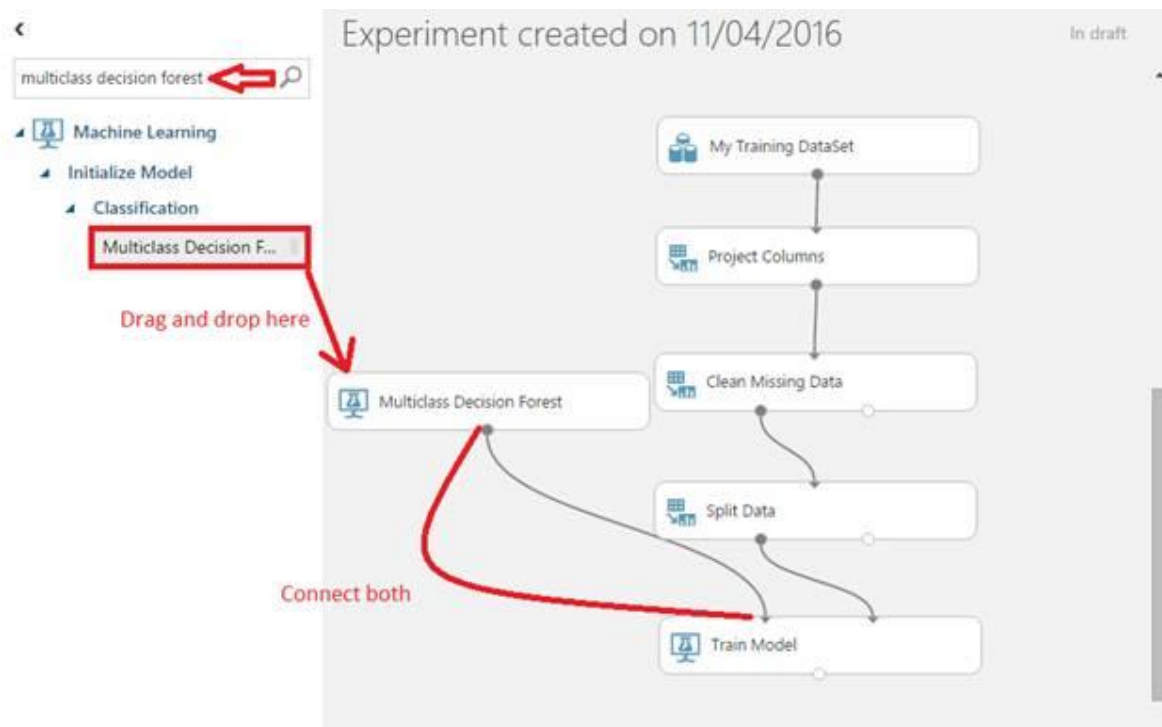 Experiment created on 11/04/2016
In draft
multiclass decision forest
Machine Learning
Initialize Model
Classification
Multiclass Decision F...
Drag and drop here
My Training DataSet
Project Columns
Clean Missing Data
Multiclass Decision Forest
Split Data
Connect both
Train Model